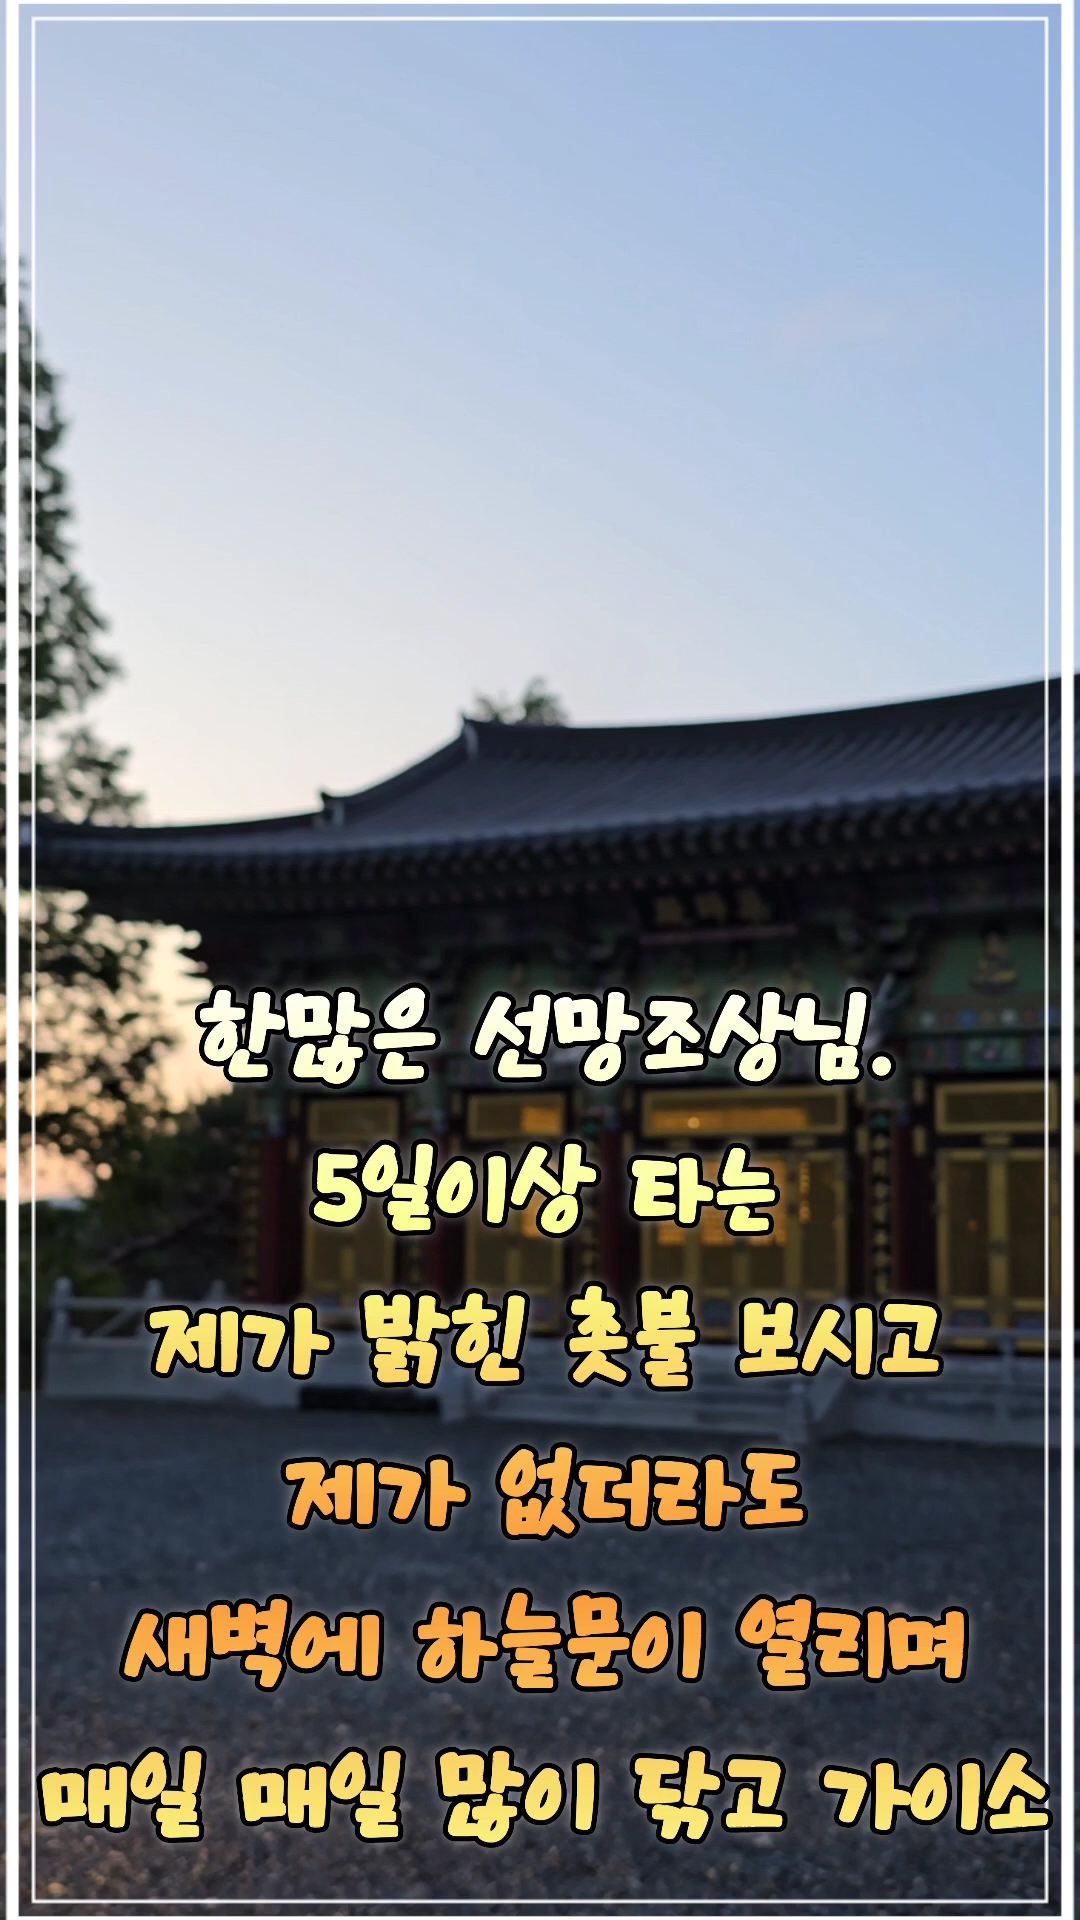 한많은 선망조상님.
5일이상 타는
제가 밝힌 촛불 보시고
제가 없더라도
새벽에 하늘문이 열리며
매일 매일 많이 닦고 가이소